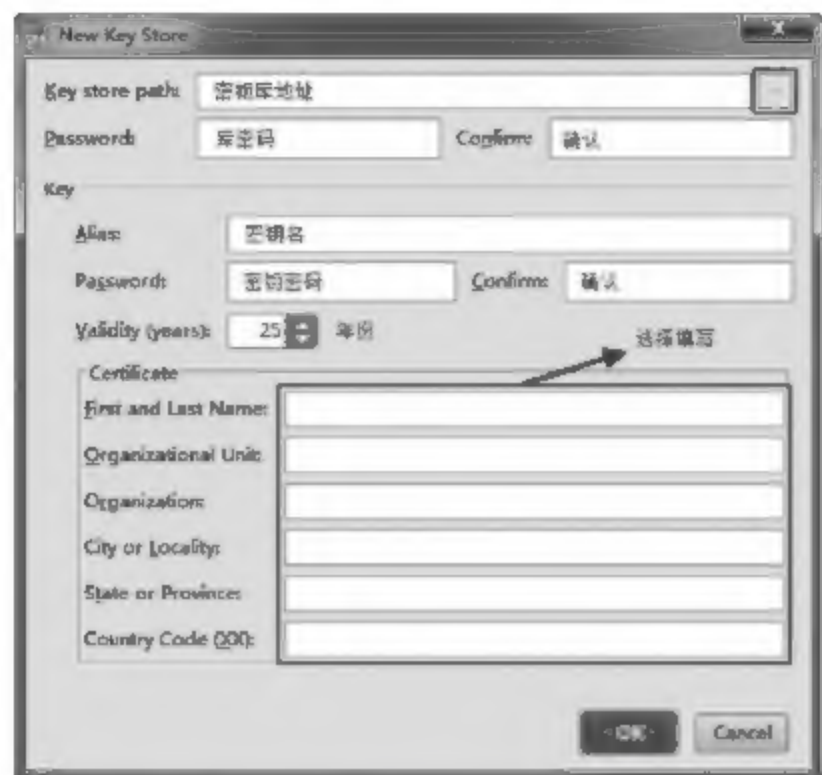 New Key Store
Key store path: 密钥库地址
Password: 库密码 Confirm: 确认
Key
Alias: 密钥名
Password: 密钥密码 Confirm: 确认
Validity (years): 25 年份
选择填写
Certificate
First and Last Name:
Organizational Unit:
Organization:
City or Locality:
State or Province:
Country Code (XX):
OK Cancel